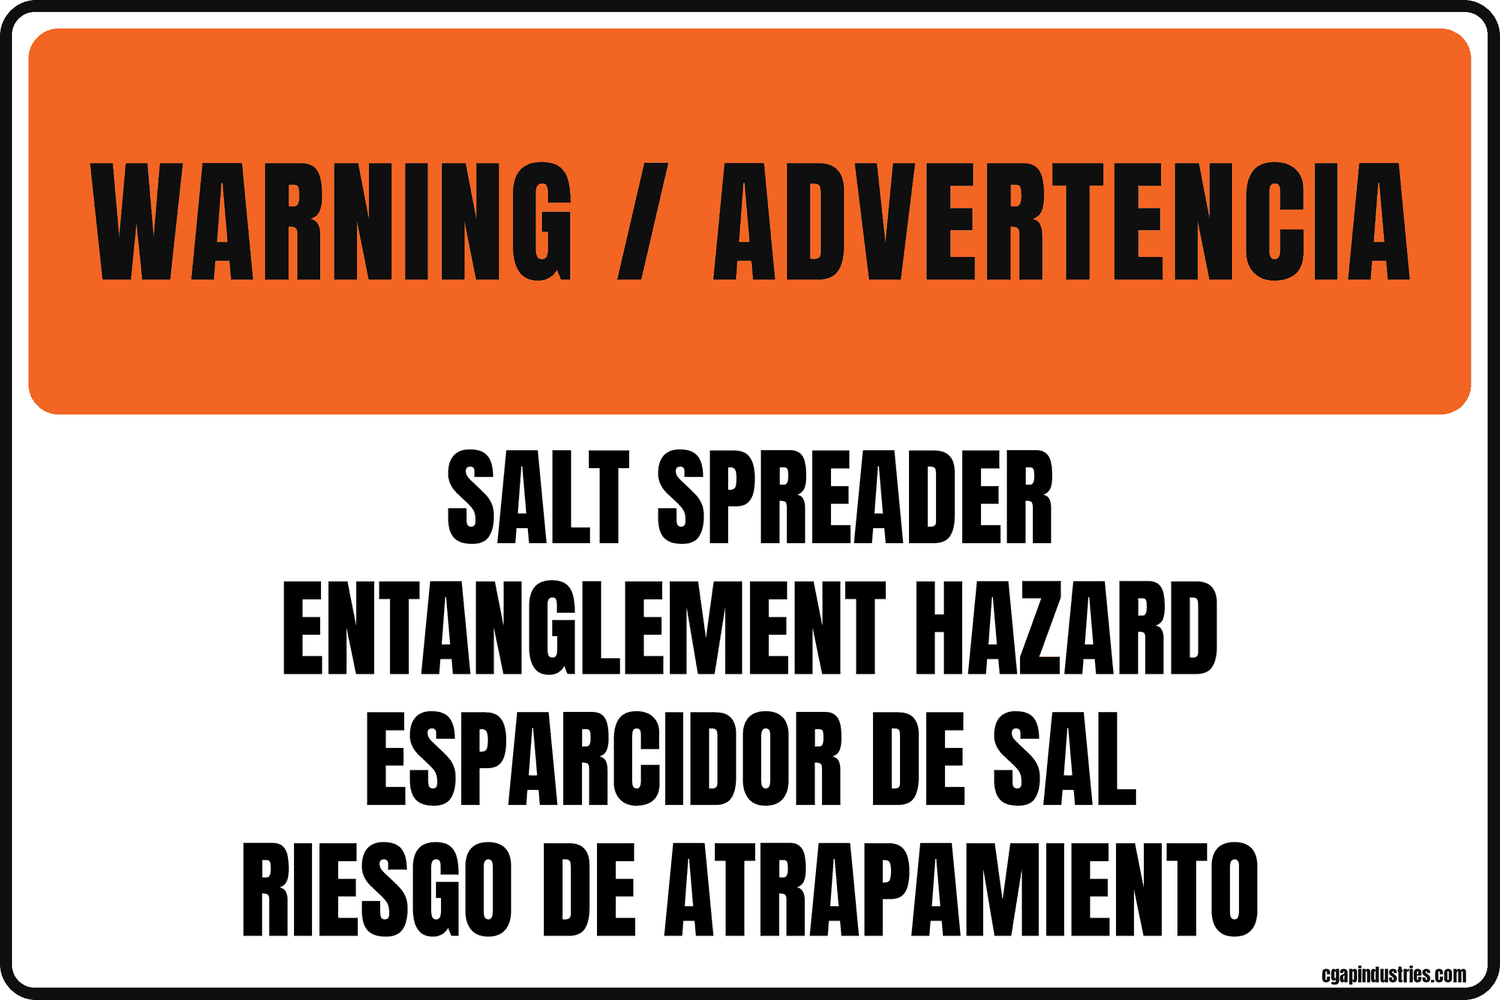 WARNING / ADVERTENCIA
SALT SPREADER
ENTANGLEMENT HAZARD
ESPARCIDOR DE SAL
RIESGO DE ATRAPAMIENTO
cgapindustries.com